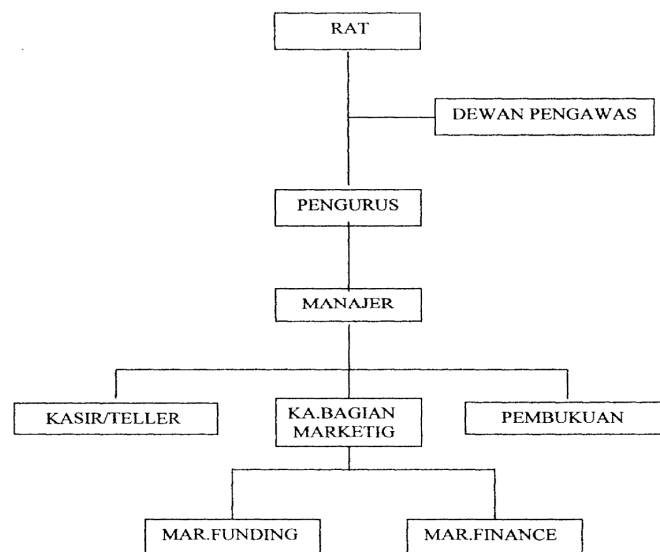 RAT
DEWAN PENGAWAS
PENGURUS
MANAJER
KASIR/TELLER
KA.BAGIAN
MARKETIG
PEMBUKUAN
MAR.FUNDING
MAR.FINANCE